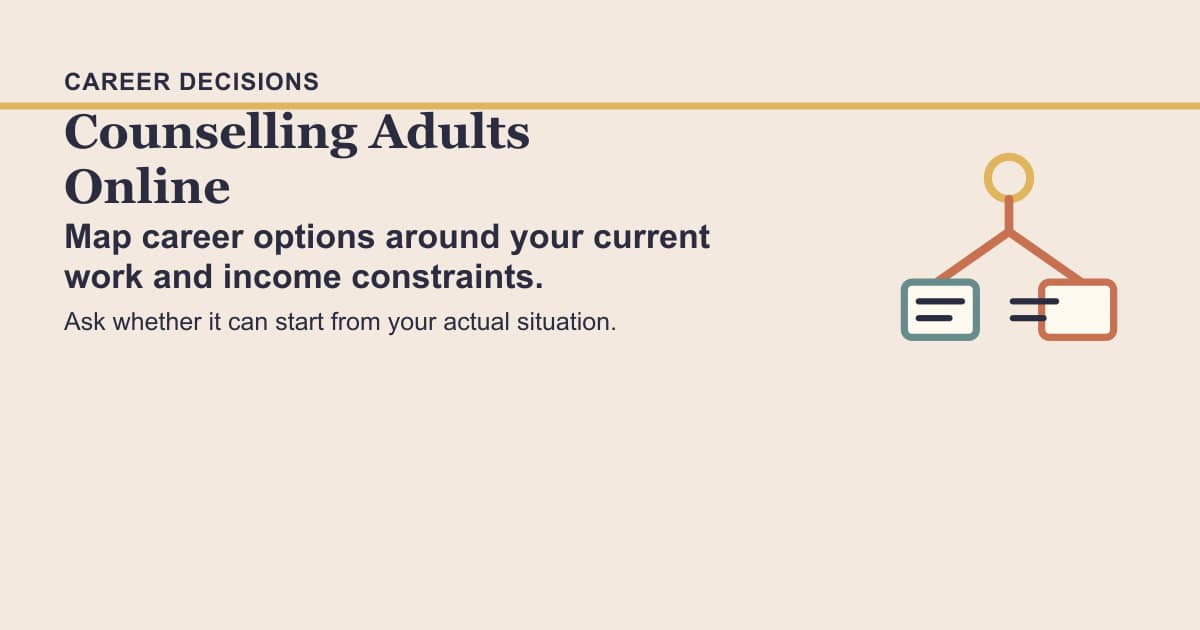 CAREER DECISIONS
Counselling Adults
Online
Map career options around your current
work and income constraints.
Ask whether it can start from your actual situation.